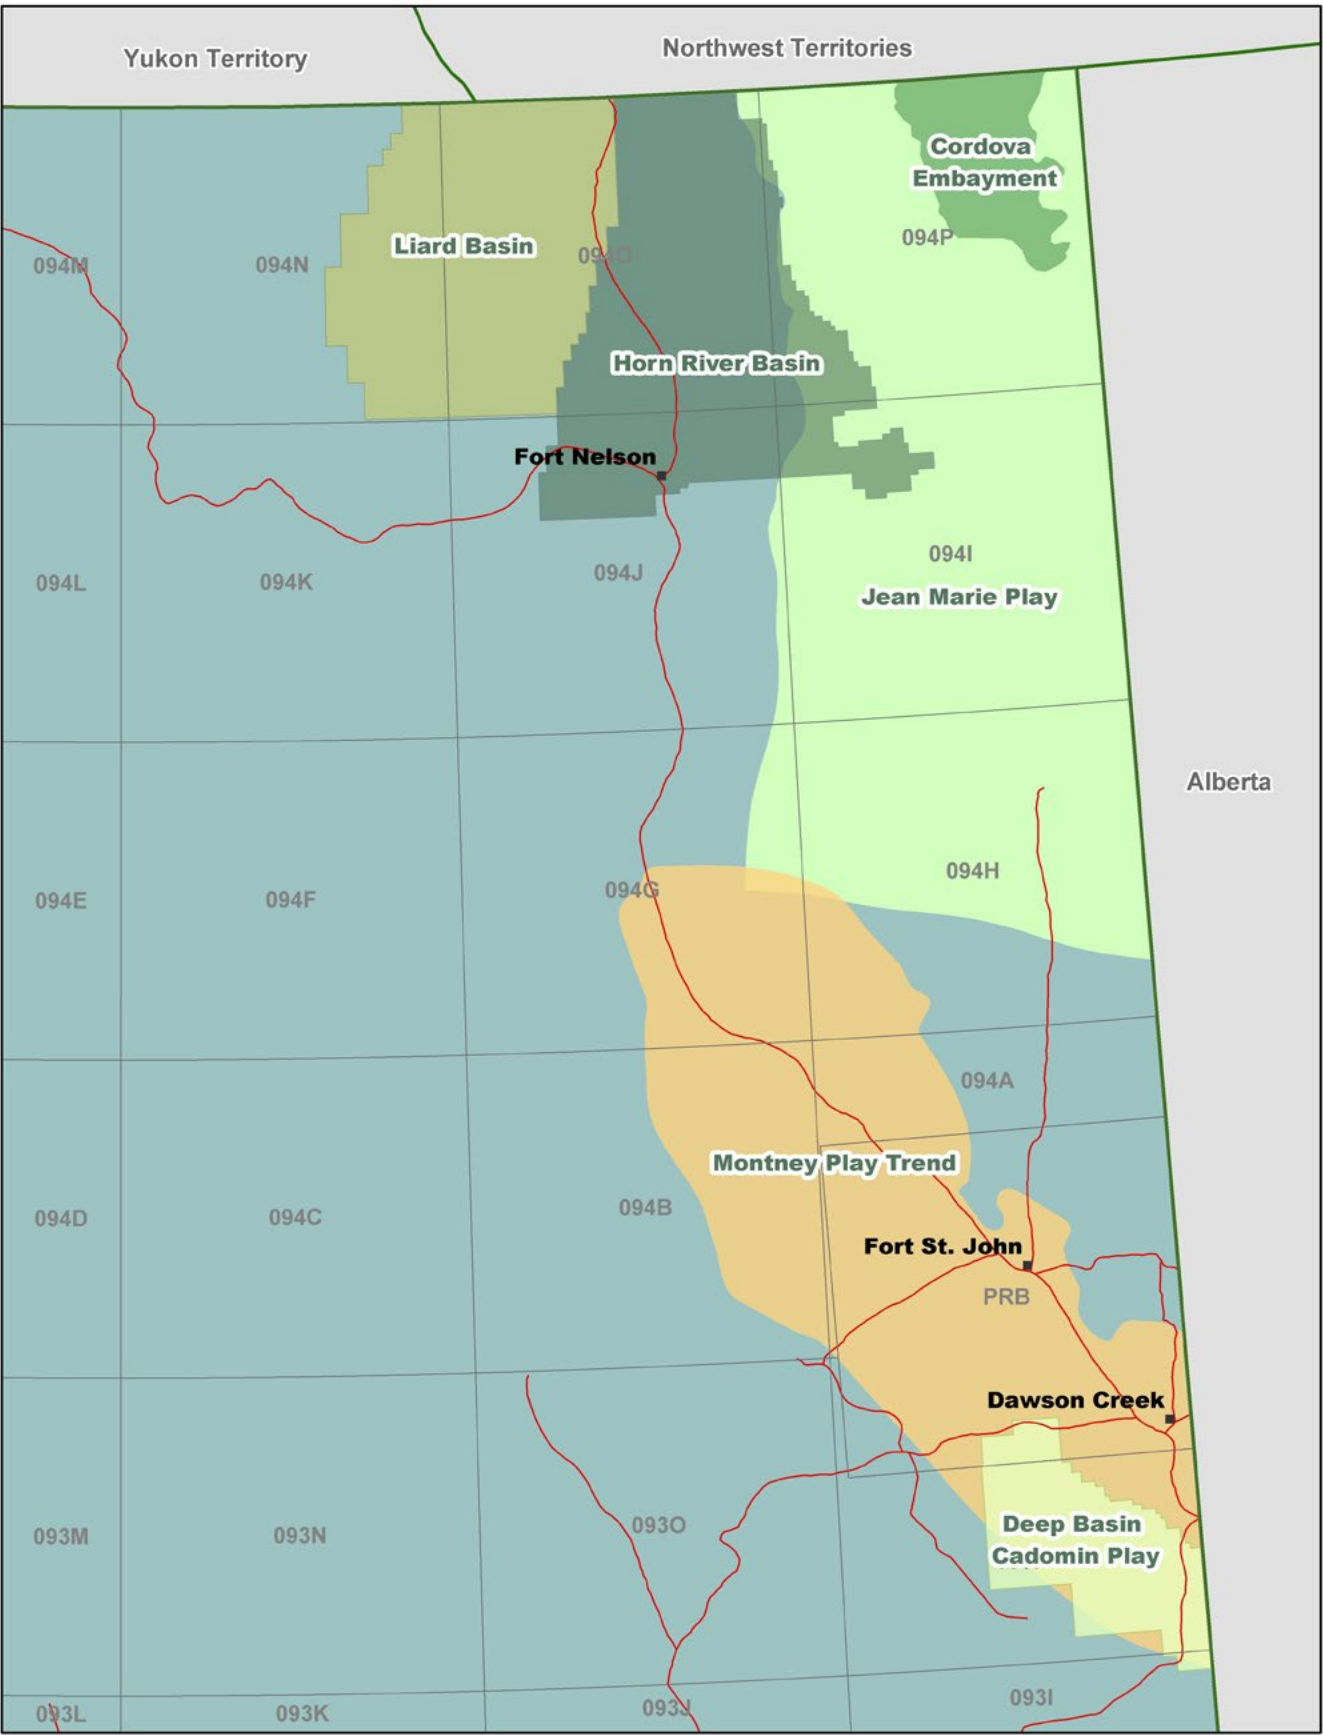 Yukon Territory
Northwest Territories
Cordova
Embayment
094P
Liard Basin
094M
094N
094O
Horn River Basin
Fort Nelson
094L
094K
094J
094I
Jean Marie Play
Alberta
094E
094F
094G
094H
094A
Montney Play Trend
094D
094C
094B
Fort St. John
PRB
Dawson Creek
093M
093N
093O
Deep Basin
Cadomin Play
093L
093K
093J
093I